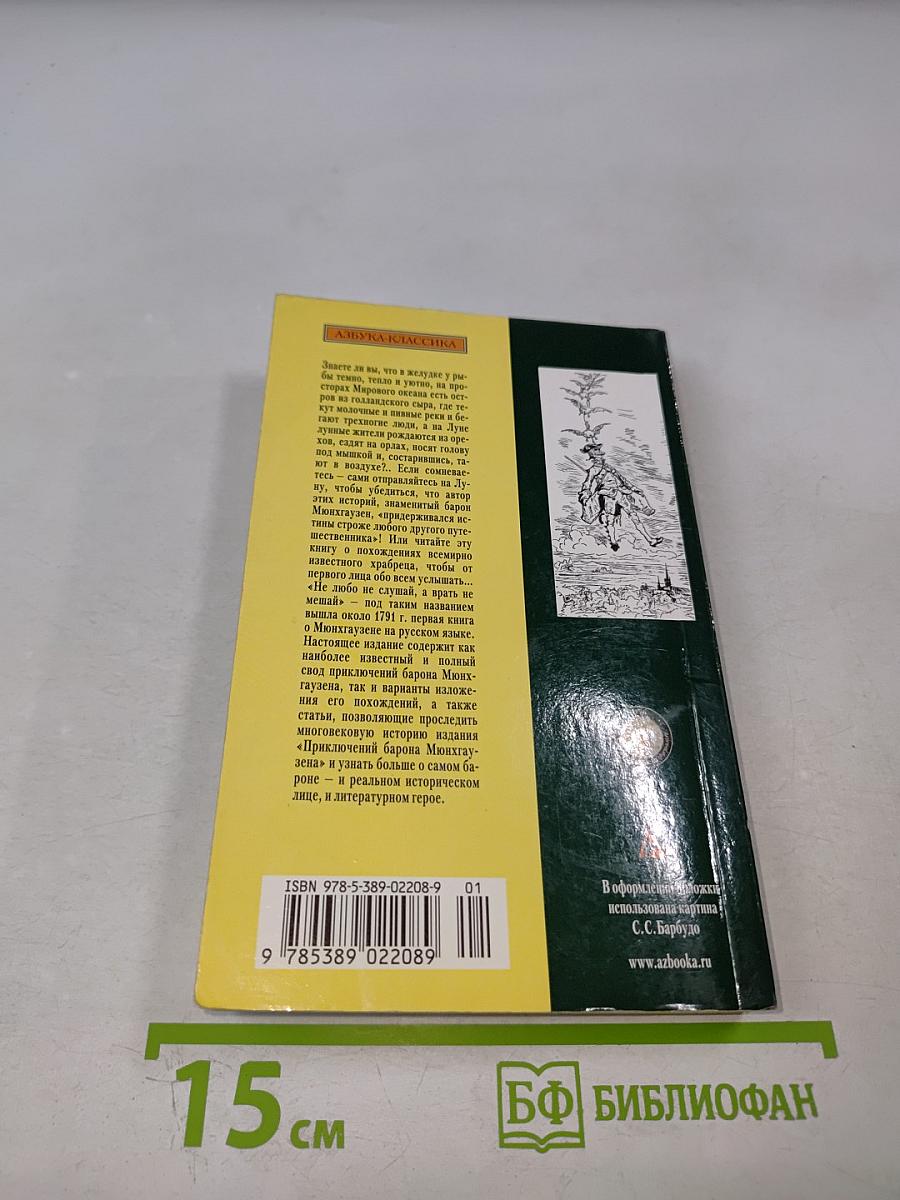 АЗБУКА-КЛАССИКА
Знаете ли вы, что в желудке у ры-
бы темно, тепло и уютно, на про-
сторах Мирового океана есть ост-
ров из голландского сыра, где те-
кут молочные и пивные реки и бе-
гают трехногие люди, а на Луне
лунные жители рождаются из оре-
хов, ездят на орлах, носят голову
под мышкой и, состарившись, та-
ют в воздухе?.. Если сомневае-
тесь – сами отправляйтесь на Лу-
ну, чтобы убедиться, что автор
этих историй, знаменитый барон
Мюнхгаузен, «придерживался ис-
тины строже любого другого путе-
шественника»! Или читайте эту
книгу о похождениях всемирно
известного храбреца, чтобы от
первого лица обо всем услышать...
«Не любо не слушай, а врать не
мешай» – под таким названием
вышла около 1791 г. первая книга
о Мюнхгаузене на русском языке.
Настоящее издание содержит как
наиболее известный и полный
свод приключений барона Мюнх-
гаузена, так и варианты изложе-
ния его похождений, а также
статьи, позволяющие проследить
многовековую историю издания
«Приключений барона Мюнхгау-
зена» и узнать больше о самом ба-
роне – и реальном историческом
лице, и литературном герое.
ISBN 978-5-389-02208-9 01
9 785389 022089
В оформлении обложки
использована картина
С. С. Барбудо
www.azbooka.ru
15 см
БФ БИБЛИОФАН